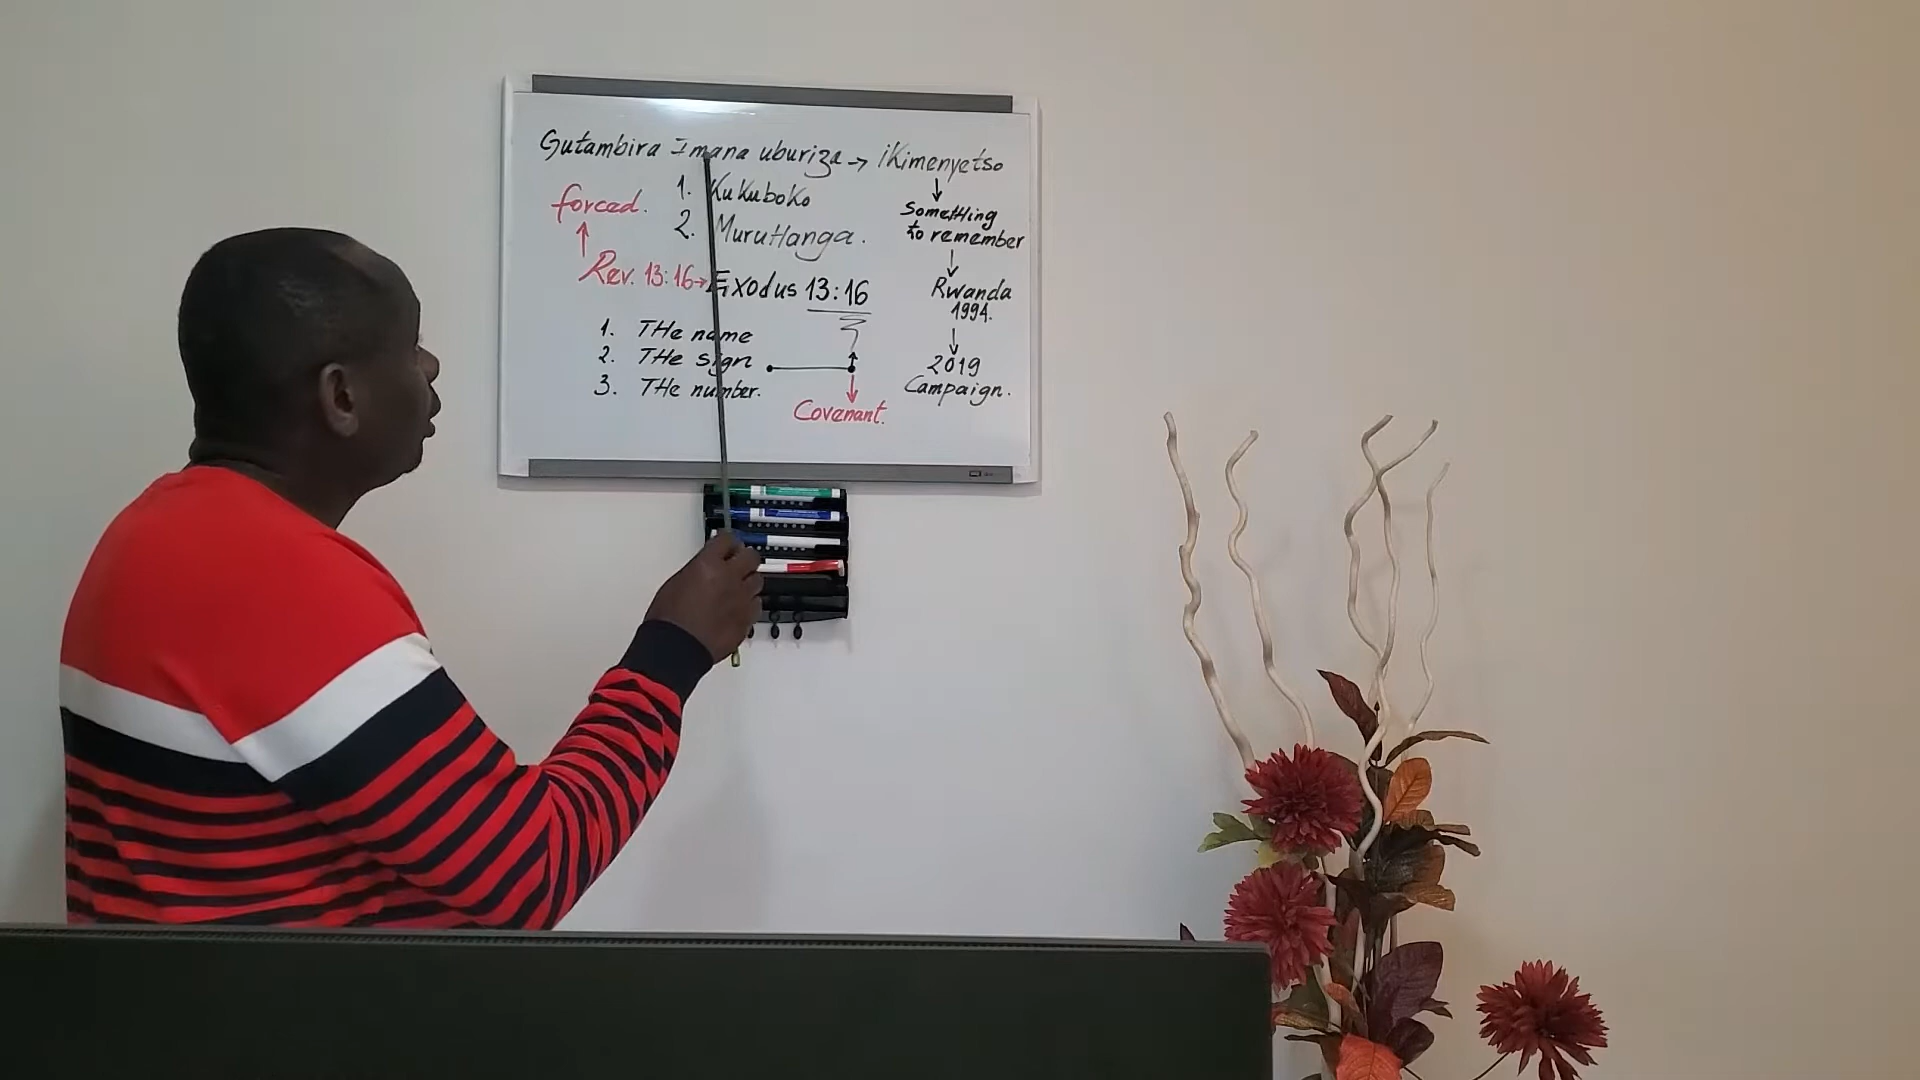 Gutambira Imana uburiza → ikimenyetso
1. Kukuboko
2. MuruHanga.
forced.
Rev. 13:16 → Exodus 13:16
1. THe name
2. THe sign
3. THe number.
Covenant.
SometHing
to remember
Rwanda
1994.
2019
Campaign.